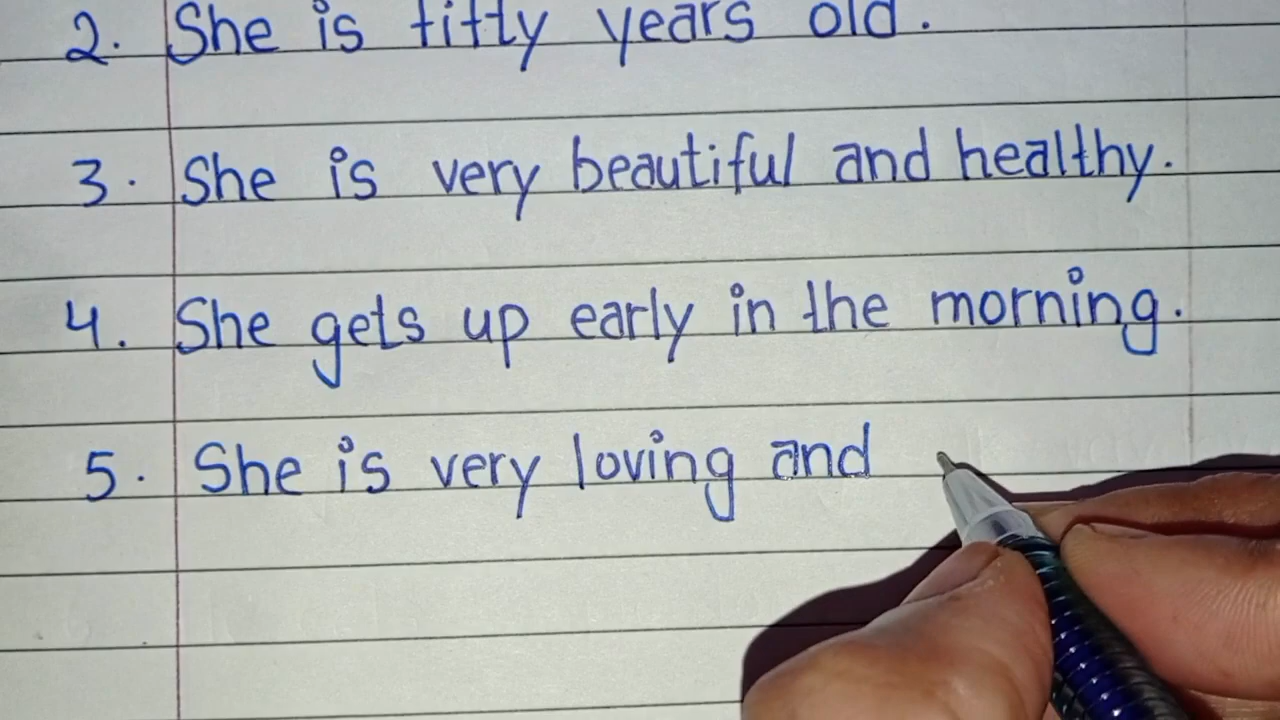 2. She is fifty years old.
3. She is very beautiful and healthy.
4. She gets up early in the morning.
5. She is very loving and